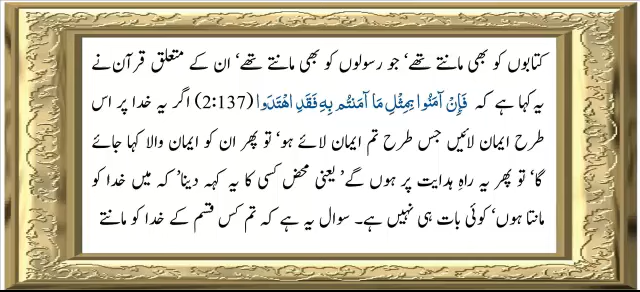 کتابوں کو بھی مانتے تھے‘ جو رسولوں کو بھی مانتے تھے‘ ان کے متعلق قرآن نے
یہ کہا ہے کہ فَإِنْ آمَنُوا بِمِثْلِ مَا آمَنتُم بِهِ فَقَدِ اهْتَدَوا (2:137) اگر یہ خدا پر اس
طرح ایمان لائیں جس طرح تم ایمان لائے ہو‘ تو پھر ان کو ایمان والا کہا جائے
گا‘ تو پھر یہ راہِ ہدایت پر ہوں گے’ یعنی محض کسی کا یہ کہہ دینا’ کہ میں خدا کو
مانتا ہوں‘ کوئی بات ہی نہیں ہے۔ سوال یہ ہے کہ تم کس قسم کے خدا کو مانتے